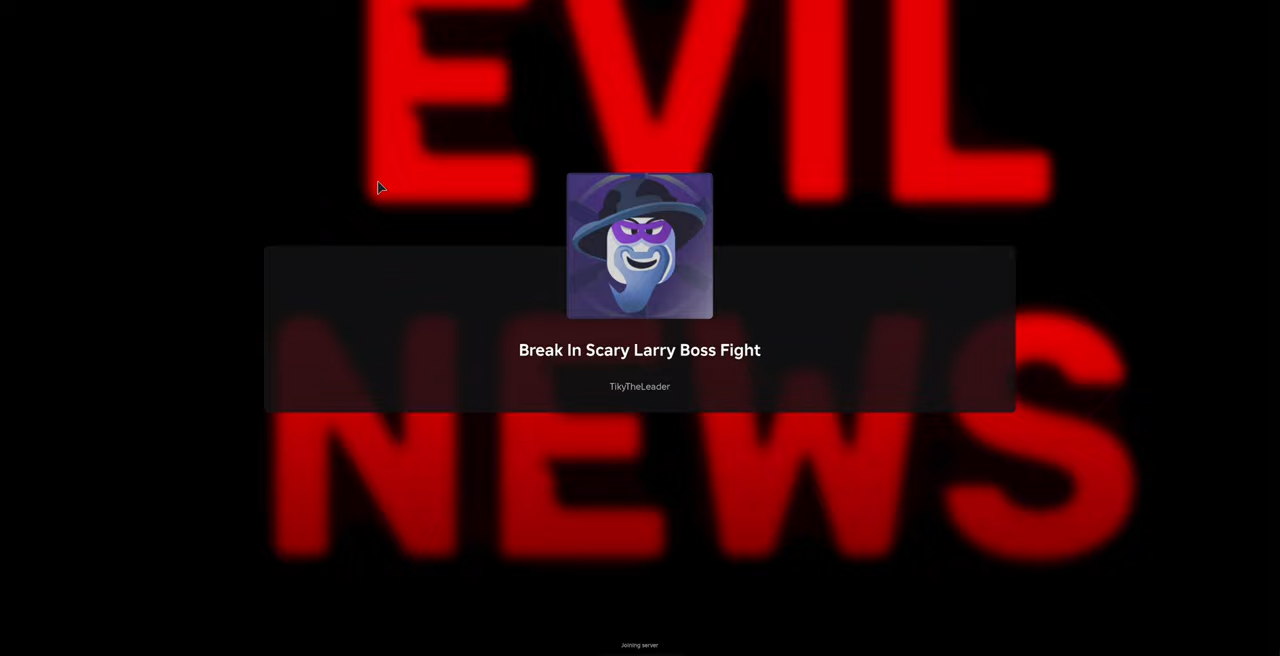 EVIL
Break In Scary Larry Boss Fight
TikyTheLeader
NEWS
Joining server